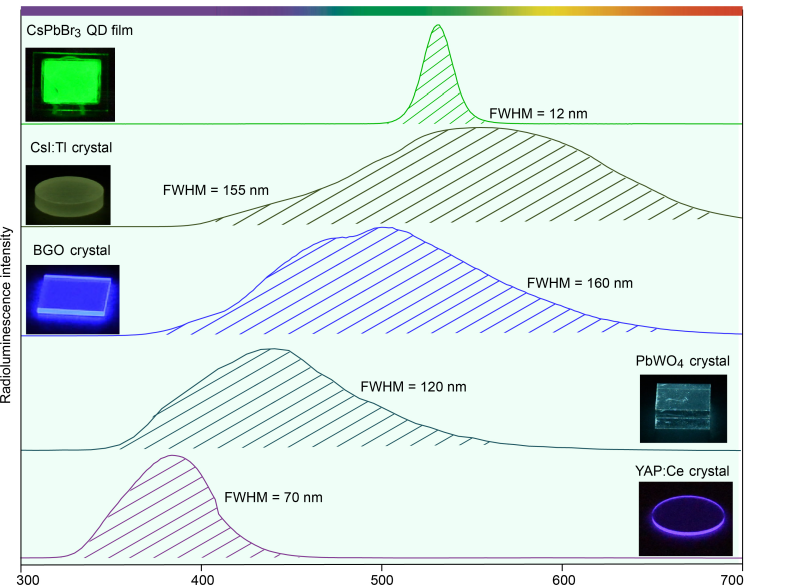 CsPbBr3 QD film
FWHM = 12 nm
CsI:Tl crystal
FWHM = 155 nm
BGO crystal
FWHM = 160 nm
PbWO4 crystal
FWHM = 120 nm
YAP:Ce crystal
FWHM = 70 nm
Radioluminescence intensity
300 400 500 600 700